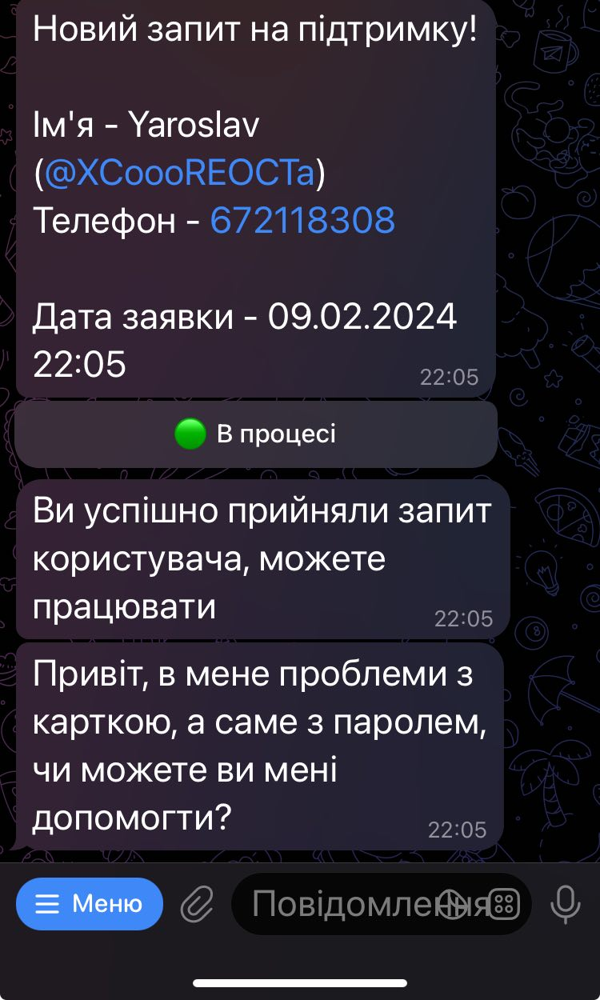 Новий запит на підтримку!
Ім'я - Yaroslav
(@XCoooREOCTa)
Телефон - 672118308
Дата заявки - 09.02.2024
22:05
22:05
В процесі
Ви успішно прийняли запит
користувача, можете
працювати
22:05
Привіт, в мене проблеми з
карткою, а саме з паролем,
чи можете ви мені
допомогти?
22:05
Меню
Повідомлення